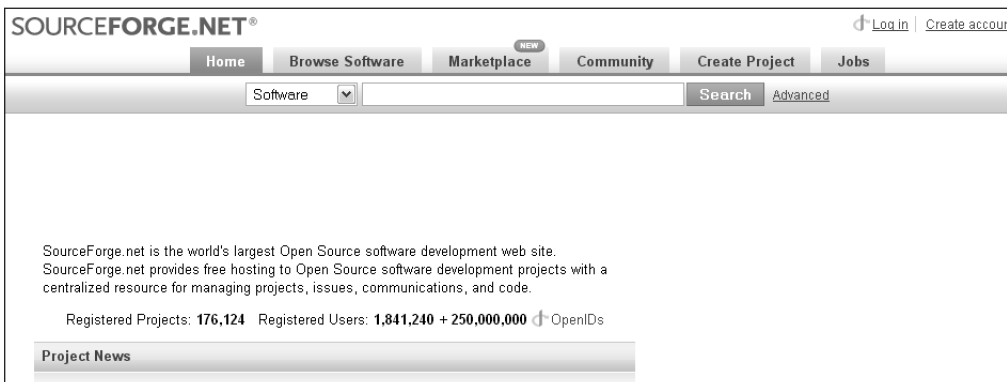 SOURCEFORGE.NET®
Log in Create accour
NEW
Home Browse Software Marketplace Community Create Project Jobs
Software Search Advanced
SourceForge.net is the world's largest Open Source software development web site.
SourceForge.net provides free hosting to Open Source software development projects with a
centralized resource for managing projects, issues, communications, and code.
Registered Projects: 176,124 Registered Users: 1,841,240 + 250,000,000 OpenIDs
Project News